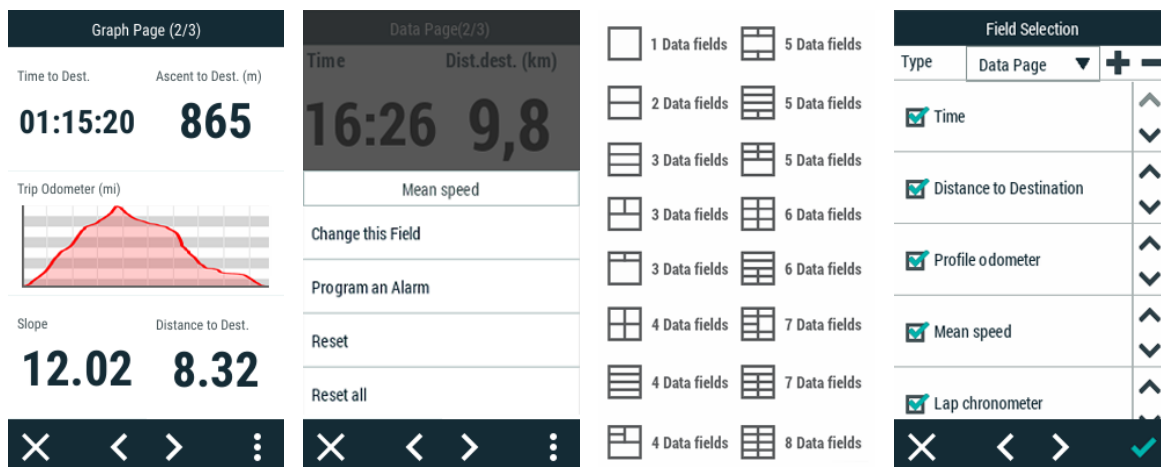 Graph Page (2/3)
Time to Dest. Ascent to Dest. (m)
01:15:20 865
Trip Odometer (mi)
Slope Distance to Dest.
12.02 8.32
Data Page(2/3)
Time Dist.dest. (km)
16:26 9,8
Mean speed
Change this Field
Program an Alarm
Reset
Reset all
1 Data fields 5 Data fields
2 Data fields 5 Data fields
3 Data fields 5 Data fields
3 Data fields 6 Data fields
3 Data fields 6 Data fields
4 Data fields 7 Data fields
4 Data fields 7 Data fields
4 Data fields 8 Data fields
Field Selection
Type Data Page
Time
Distance to Destination
Profile odometer
Mean speed
Lap chronometer